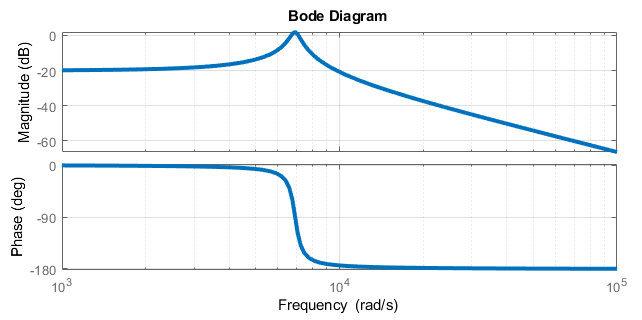 Bode Diagram
Magnitude (dB)
0
-20
-40
-60
Phase (deg)
0
-90
-180
10^3 10^4 10^5
Frequency (rad/s)